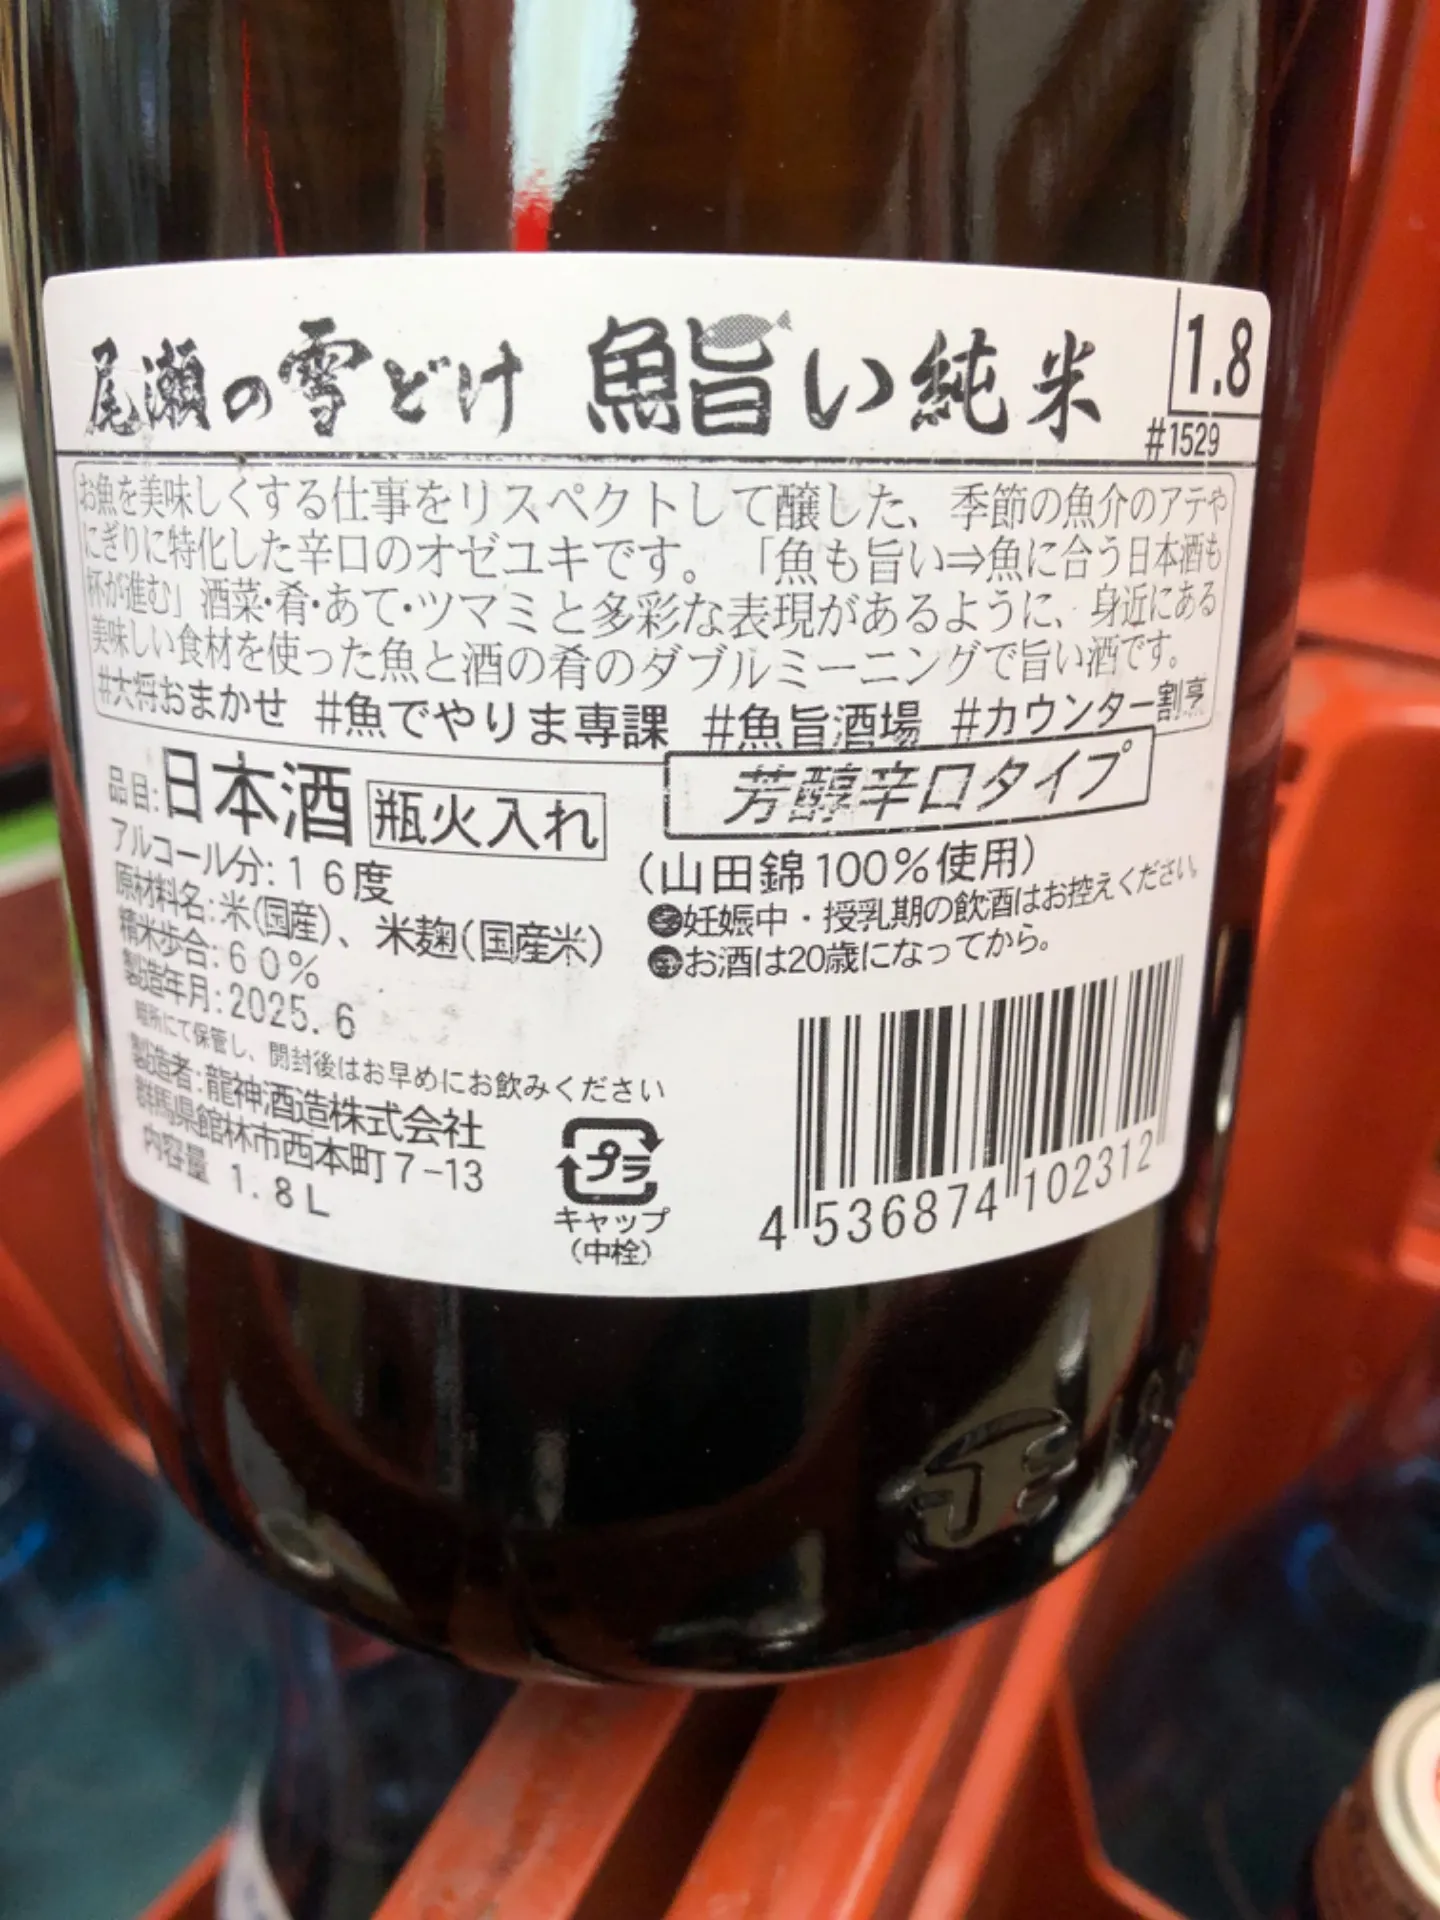 尾瀬の雪どけ 魚旨い純米
1.8
#1529
お魚を美味しくする仕事をリスペクトして醸した、季節の魚介のアテや
にぎりに特化した辛口のオゼユキです。「魚も旨い⇒魚に合う日本酒も
杯が進む」酒菜・肴・あて・ツマミと多彩な表現があるように、身近にある
美味しい食材を使った魚と酒の肴のダブルミーニングで旨い酒です。
#大将おまかせ #魚でやりま専課 #魚旨酒場 #カウンター割烹
品目:日本酒 瓶火入れ
芳醇辛口タイプ
アルコール分:16度
(山田錦100%使用)
原材料名:米(国産)、米麹(国産米)
●妊娠中・授乳期の飲酒はお控えください。
精米歩合:60%
●お酒は20歳になってから。
製造年月:2025.6
暗所にて保管し、開封後はお早めにお飲みください
製造者:龍神酒造株式会社
群馬県館林市西本町7-13
内容量 1.8L
プラ
キャップ
(中栓)
4 536874 102312